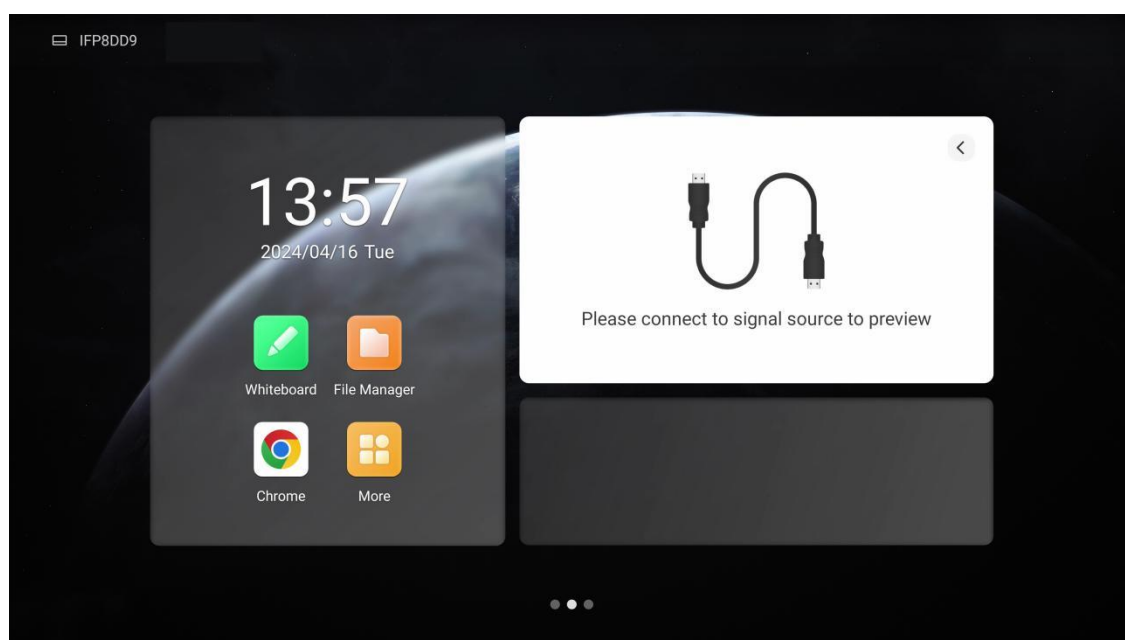 IFP8DD9
13:57
2024/04/16 Tue
Whiteboard
File Manager
Chrome
More
Please connect to signal source to preview